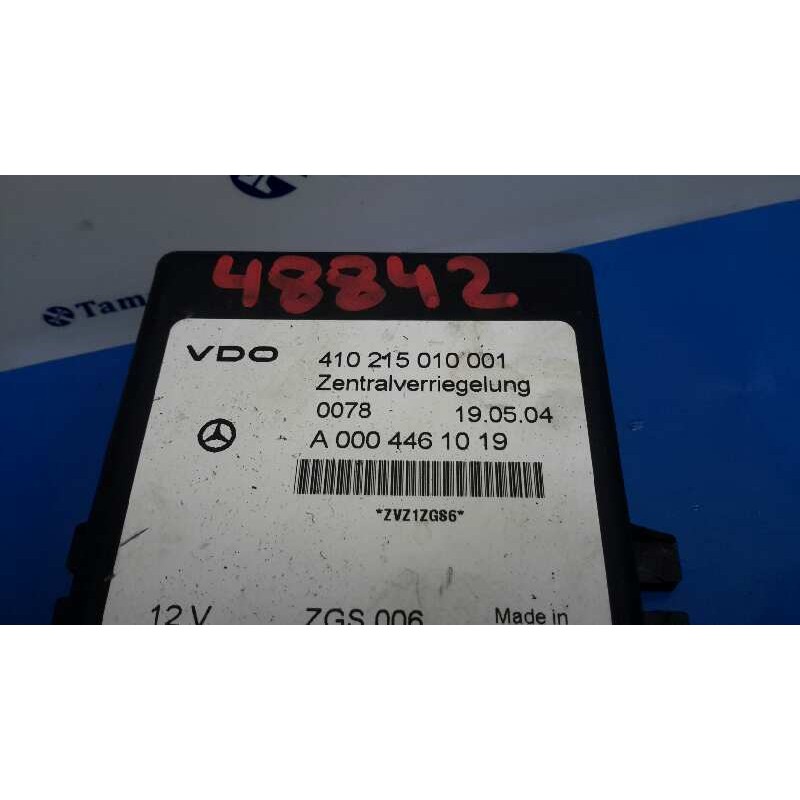 Tam
48842
VDO 410 215 010 001
Zentralverriegelung
0078 19.05.04
A 000 446 10 19
*ZVZ1ZGS6*
12 V ZGS 006 Made in